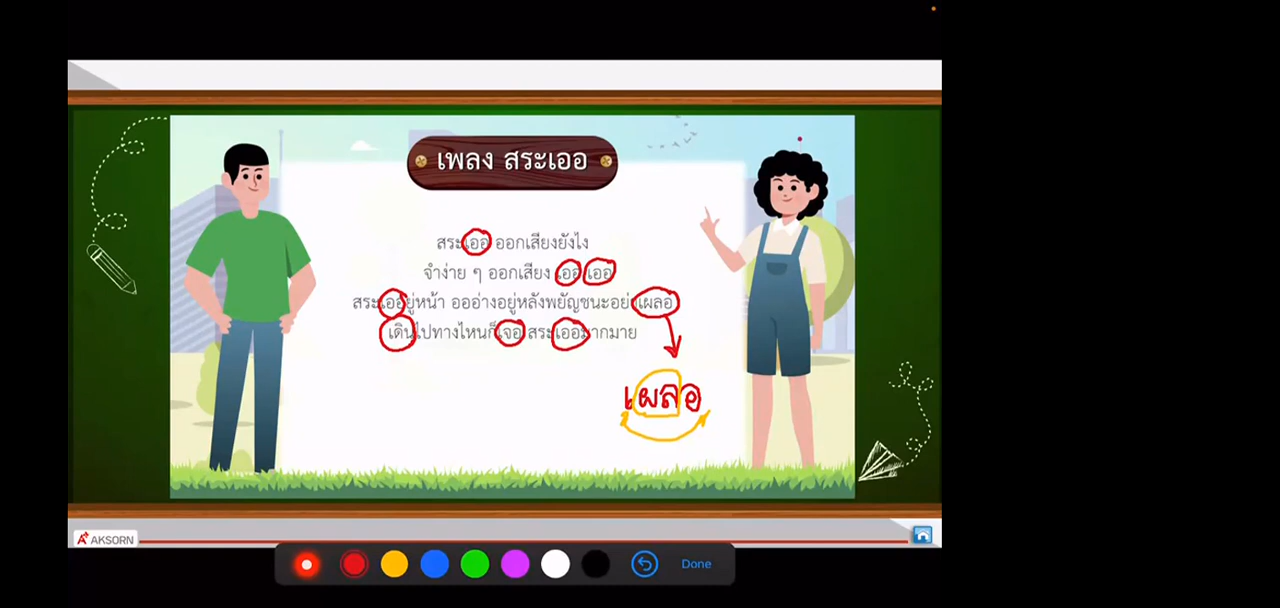 เพลง สระเออ
สระเออ ออกเสียงยังไง
จำง่าย ๆ ออกเสียง เออ เออ
สระเออยู่หน้า ออ่างอยู่หลังพยัญชนะอย่าเผลอ
เดินไปทางไหนก็เจอ สระเออมากมาย
เผลอ
AKSORN
Done